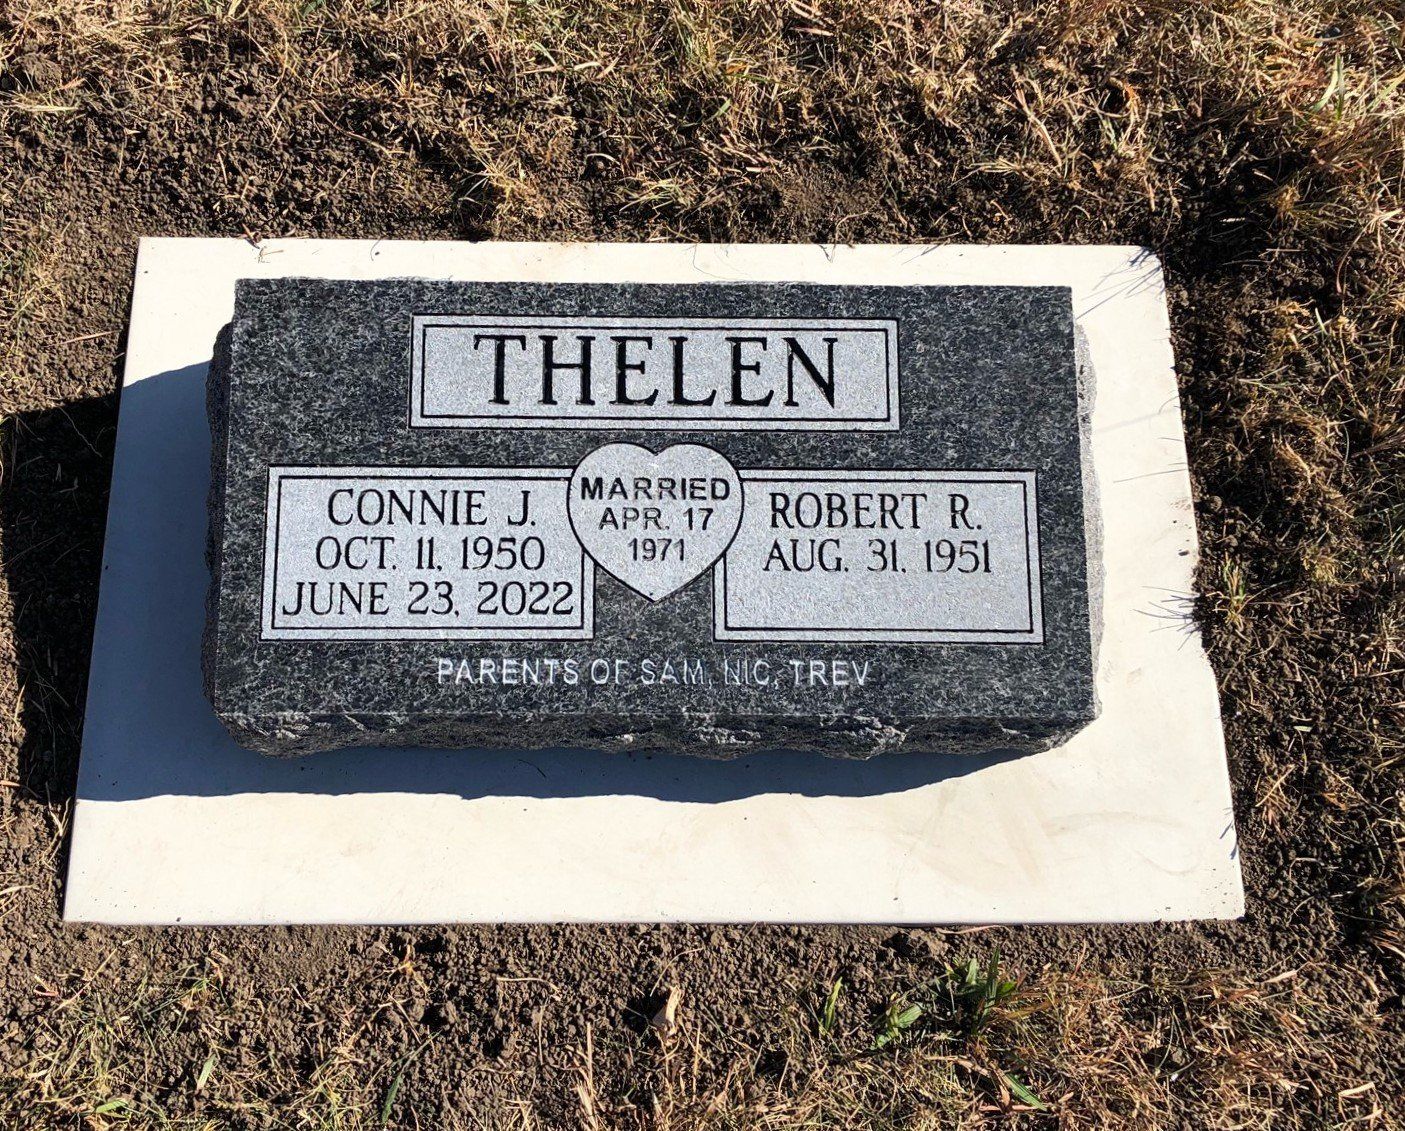 THELEN
CONNIE J.
OCT. 11, 1950
JUNE 23, 2022
MARRIED
APR. 17
1971
ROBERT R.
AUG. 31, 1951
PARENTS OF SAM, NIC, TREV